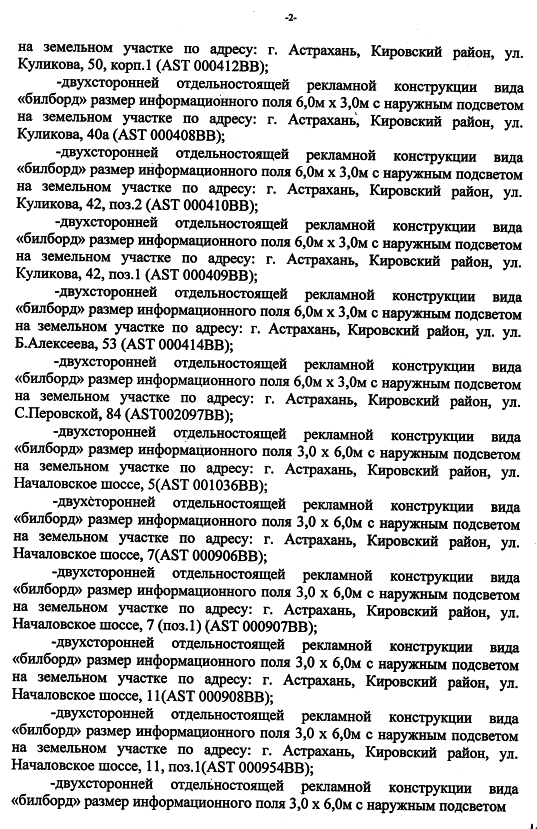 -2-
на земельном участке по адресу: г. Астрахань, Кировский район, ул.
Куликова, 50, корп.1 (AST 000412BB);
-двухсторонней отдельностоящей рекламной конструкции вида
«билборд» размер информационного поля 6,0м х 3,0м с наружным подсветом
на земельном участке по адресу: г. Астрахань, Кировский район, ул.
Куликова, 40а (AST 000408BB);
-двухсторонней отдельностоящей рекламной конструкции вида
«билборд» размер информационного поля 6,0м х 3,0м с наружным подсветом
на земельном участке по адресу: г. Астрахань, Кировский район, ул.
Куликова, 42, поз.2 (AST 000410BB);
-двухсторонней отдельностоящей рекламной конструкции вида
«билборд» размер информационного поля 6,0м х 3,0м с наружным подсветом
на земельном участке по адресу: г. Астрахань, Кировский район, ул.
Куликова, 42, поз.1 (AST 000409BB);
-двухсторонней отдельностоящей рекламной конструкции вида
«билборд» размер информационного поля 6,0м х 3,0м с наружным подсветом
на земельном участке по адресу: г. Астрахань, Кировский район, ул. ул.
Б.Алексеева, 53 (AST 000414BB);
-двухсторонней отдельностоящей рекламной конструкции вида
«билборд» размер информационного поля 6,0м х 3,0м с наружным подсветом
на земельном участке по адресу: г. Астрахань, Кировский район, ул.
С.Перовской, 84 (AST002097BB);
-двухсторонней отдельностоящей рекламной конструкции вида
«билборд» размер информационного поля 3,0 х 6,0м с наружным подсветом
на земельном участке по адресу: г. Астрахань, Кировский район, ул.
Началовское шоссе, 5(AST 001036BB);
-двухсторонней отдельностоящей рекламной конструкции вида
«билборд» размер информационного поля 3,0 х 6,0м с наружным подсветом
на земельном участке по адресу: г. Астрахань, Кировский район, ул.
Началовское шоссе, 7(AST 000906BB);
-двухсторонней отдельностоящей рекламной конструкции вида
«билборд» размер информационного поля 3,0 х 6,0м с наружным подсветом
на земельном участке по адресу: г. Астрахань, Кировский район, ул.
Началовское шоссе, 7 (поз.1) (AST 000907BB);
-двухсторонней отдельностоящей рекламной конструкции вида
«билборд» размер информационного поля 3,0 х 6,0м с наружным подсветом
на земельном участке по адресу: г. Астрахань, Кировский район, ул.
Началовское шоссе, 11(AST 000908BB);
-двухсторонней отдельностоящей рекламной конструкции вида
«билборд» размер информационного поля 3,0 х 6,0м с наружным подсветом
на земельном участке по адресу: г. Астрахань, Кировский район, ул.
Началовское шоссе, 11, поз.1(AST 000954BB);
-двухсторонней отдельностоящей рекламной конструкции вида
«билборд» размер информационного поля 3,0 х 6,0м с наружным подсветом